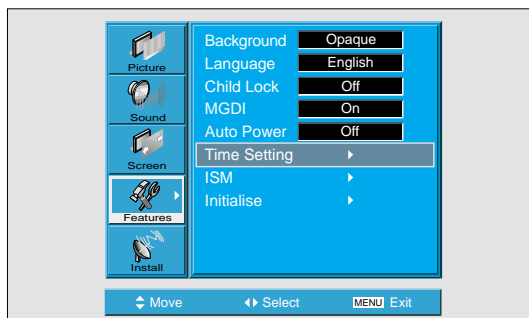 Picture
Sound
Screen
Features
Install
Background Opaque
Language English
Child Lock Off
MGDI On
Auto Power Off
Time Setting
ISM
Initialise
Move Select MENU Exit